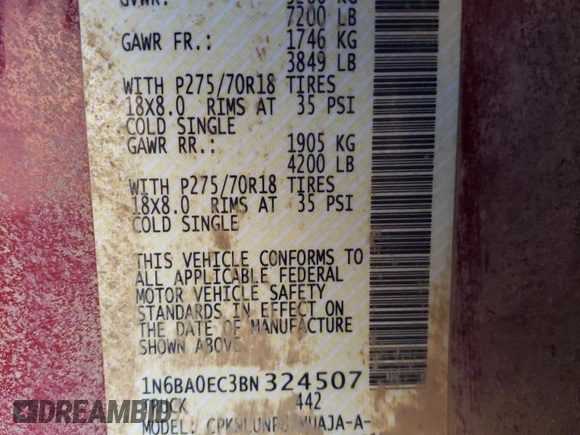 GVWR:
7200 LB
GAWR FR.: 1746 KG
3849 LB
WITH P275/70R18 TIRES
18X8.0 RIMS AT 35 PSI
COLD SINGLE
GAWR RR.: 1905 KG
4200 LB
WITH P275/70R18 TIRES
18X8.0 RIMS AT 35 PSI
COLD SINGLE
THIS VEHICLE CONFORMS TO
ALL APPLICABLE FEDERAL
MOTOR VEHICLE SAFETY
STANDARDS IN EFFECT ON
THE DATE OF MANUFACTURE
SHOWN ABOVE
1N6BA0EC3BN324507
TRUCK 442
DREAMBID